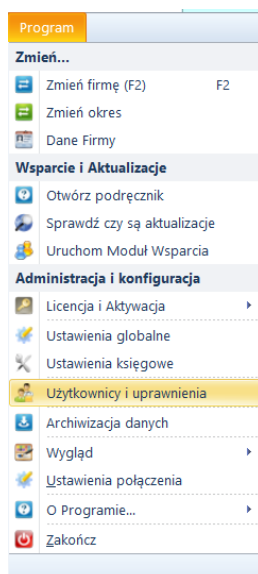 Program
Zmień...
Zmień firmę (F2) F2
Zmień okres
Dane Firmy
Wsparcie i Aktualizacje
Otwórz podręcznik
Sprawdź czy są aktualizacje
Uruchom Moduł Wsparcia
Administracja i konfiguracja
Licencja i Aktywacja
Ustawienia globalne
Ustawienia księgowe
Użytkownicy i uprawnienia
Archiwizacja danych
Wygląd
Ustawienia połączenia
O Programie...
Zakończ